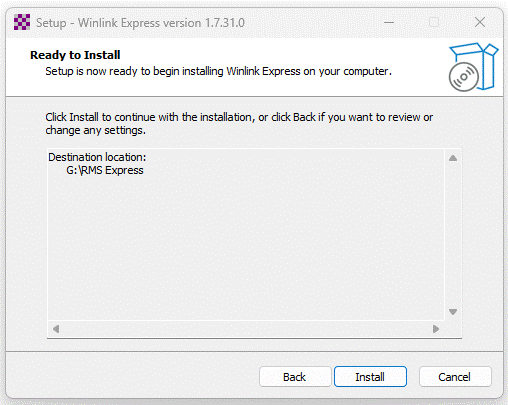 Setup - Winlink Express version 1.7.31.0
Ready to Install
Setup is now ready to begin installing Winlink Express on your computer.
Click Install to continue with the installation, or click Back if you want to review or
change any settings.
Destination location:
G:\RMS Express
Back
Install
Cancel